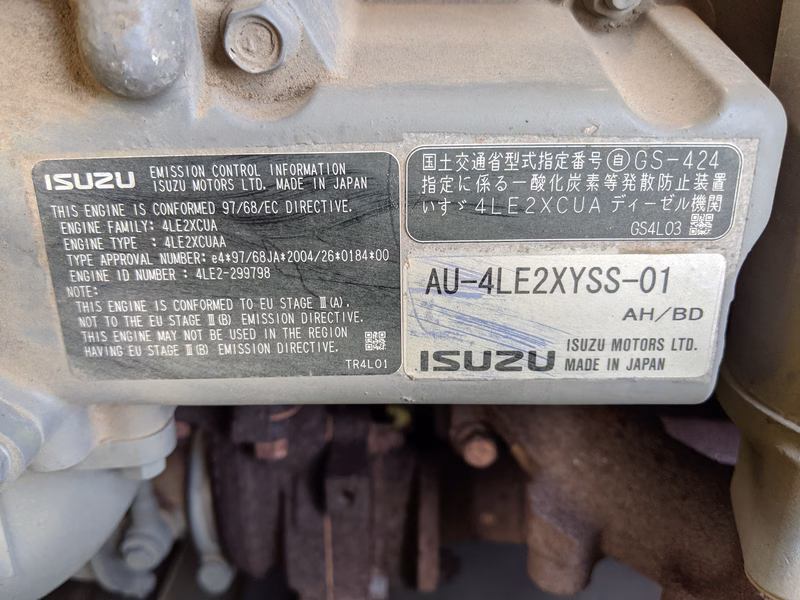 ISUZU
EMISSION CONTROL INFORMATION
ISUZU MOTORS LTD. MADE IN JAPAN
THIS ENGINE IS CONFORMED 97/68/EC DIRECTIVE.
ENGINE FAMILY: 4LE2XCUA
ENGINE TYPE : 4LE2XCUAA
TYPE APPROVAL NUMBER: e4*97/68JA*2004/26*0184*00
ENGINE ID NUMBER : 4LE2-299798
NOTE:
THIS ENGINE IS CONFORMED TO EU STAGE Ⅲ(A),
NOT TO THE EU STAGE Ⅲ(B) EMISSION DIRECTIVE.
THIS ENGINE MAY NOT BE USED IN THE REGION
HAVING EU STAGE Ⅲ(B) EMISSION DIRECTIVE.
TR4L01
国土交通省型式指定番号㊀GS-424
指定に係る一酸化炭素等発散防止装置
いすゞ 4LE2XCUA ディーゼル機関
GS4L03
AU-4LE2XYSS-01
AH/BD
ISUZU
ISUZU MOTORS LTD.
MADE IN JAPAN